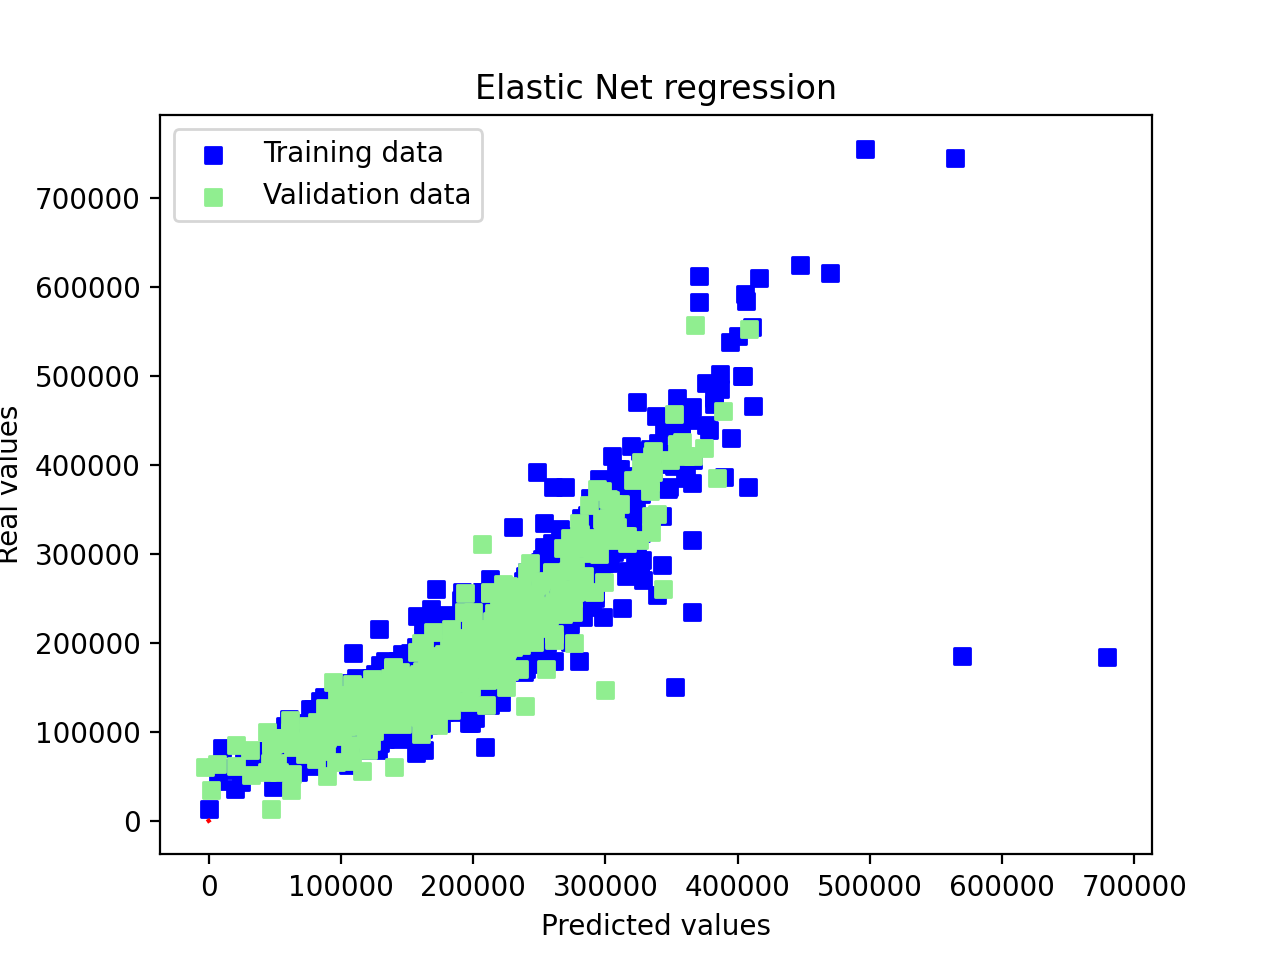 Elastic Net regression
Training data
Validation data
700000
600000
500000
400000
300000
200000
100000
0
Real values
0 100000 200000 300000 400000 500000 600000 700000
Predicted values